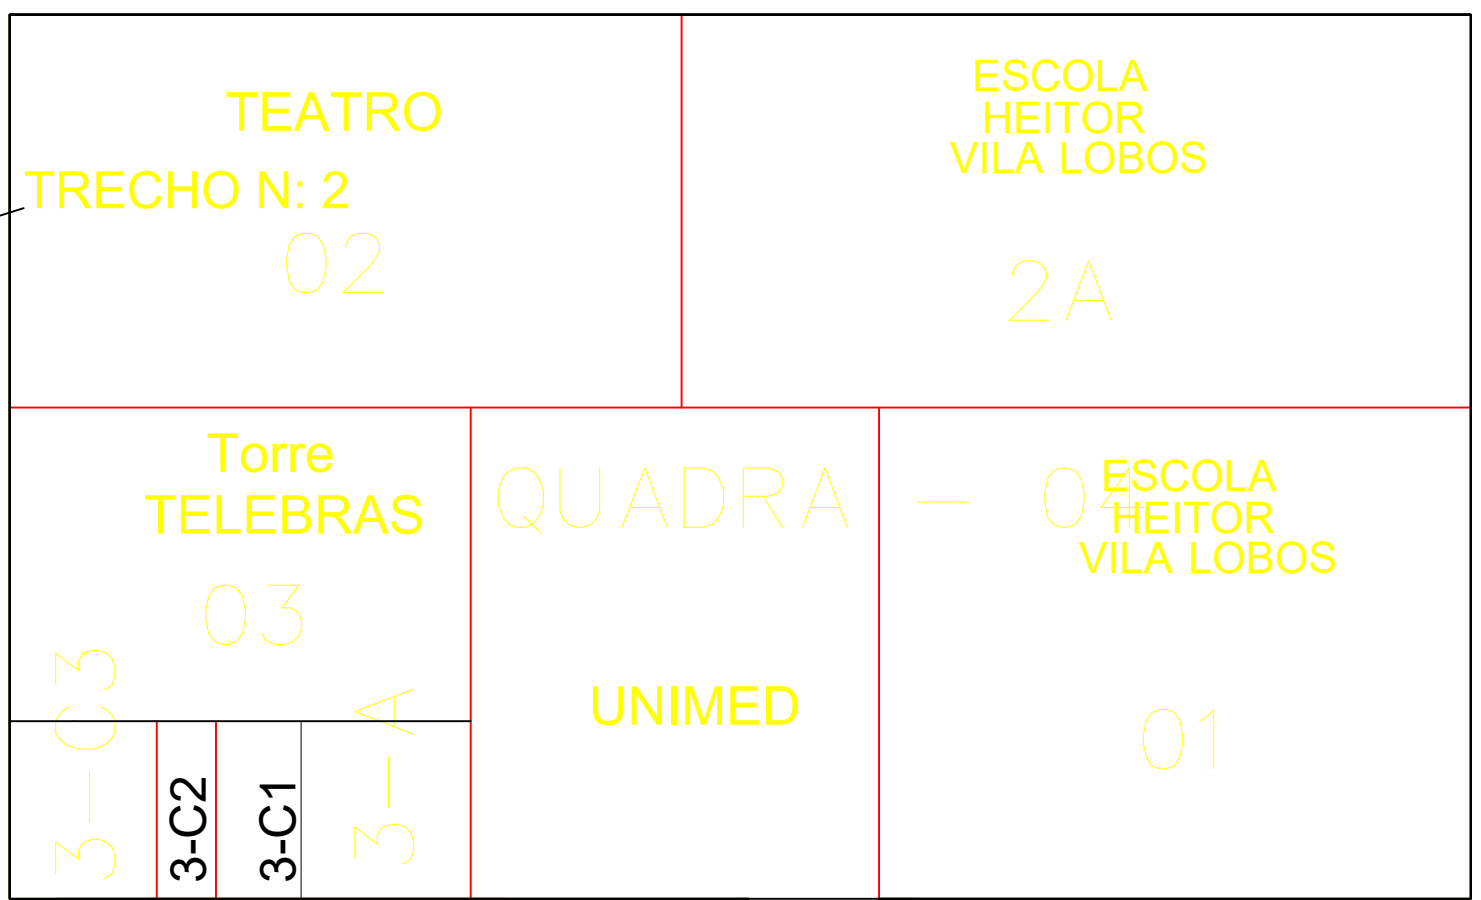 TEATRO
TRECHO N: 2
02
ESCOLA
HEITOR
VILA LOBOS
2A
Torre
TELEBRAS
03
QUADRA - 04
UNIMED
ESCOLA
HEITOR
VILA LOBOS
01
3-C3
3-C2
3-C1
3-A